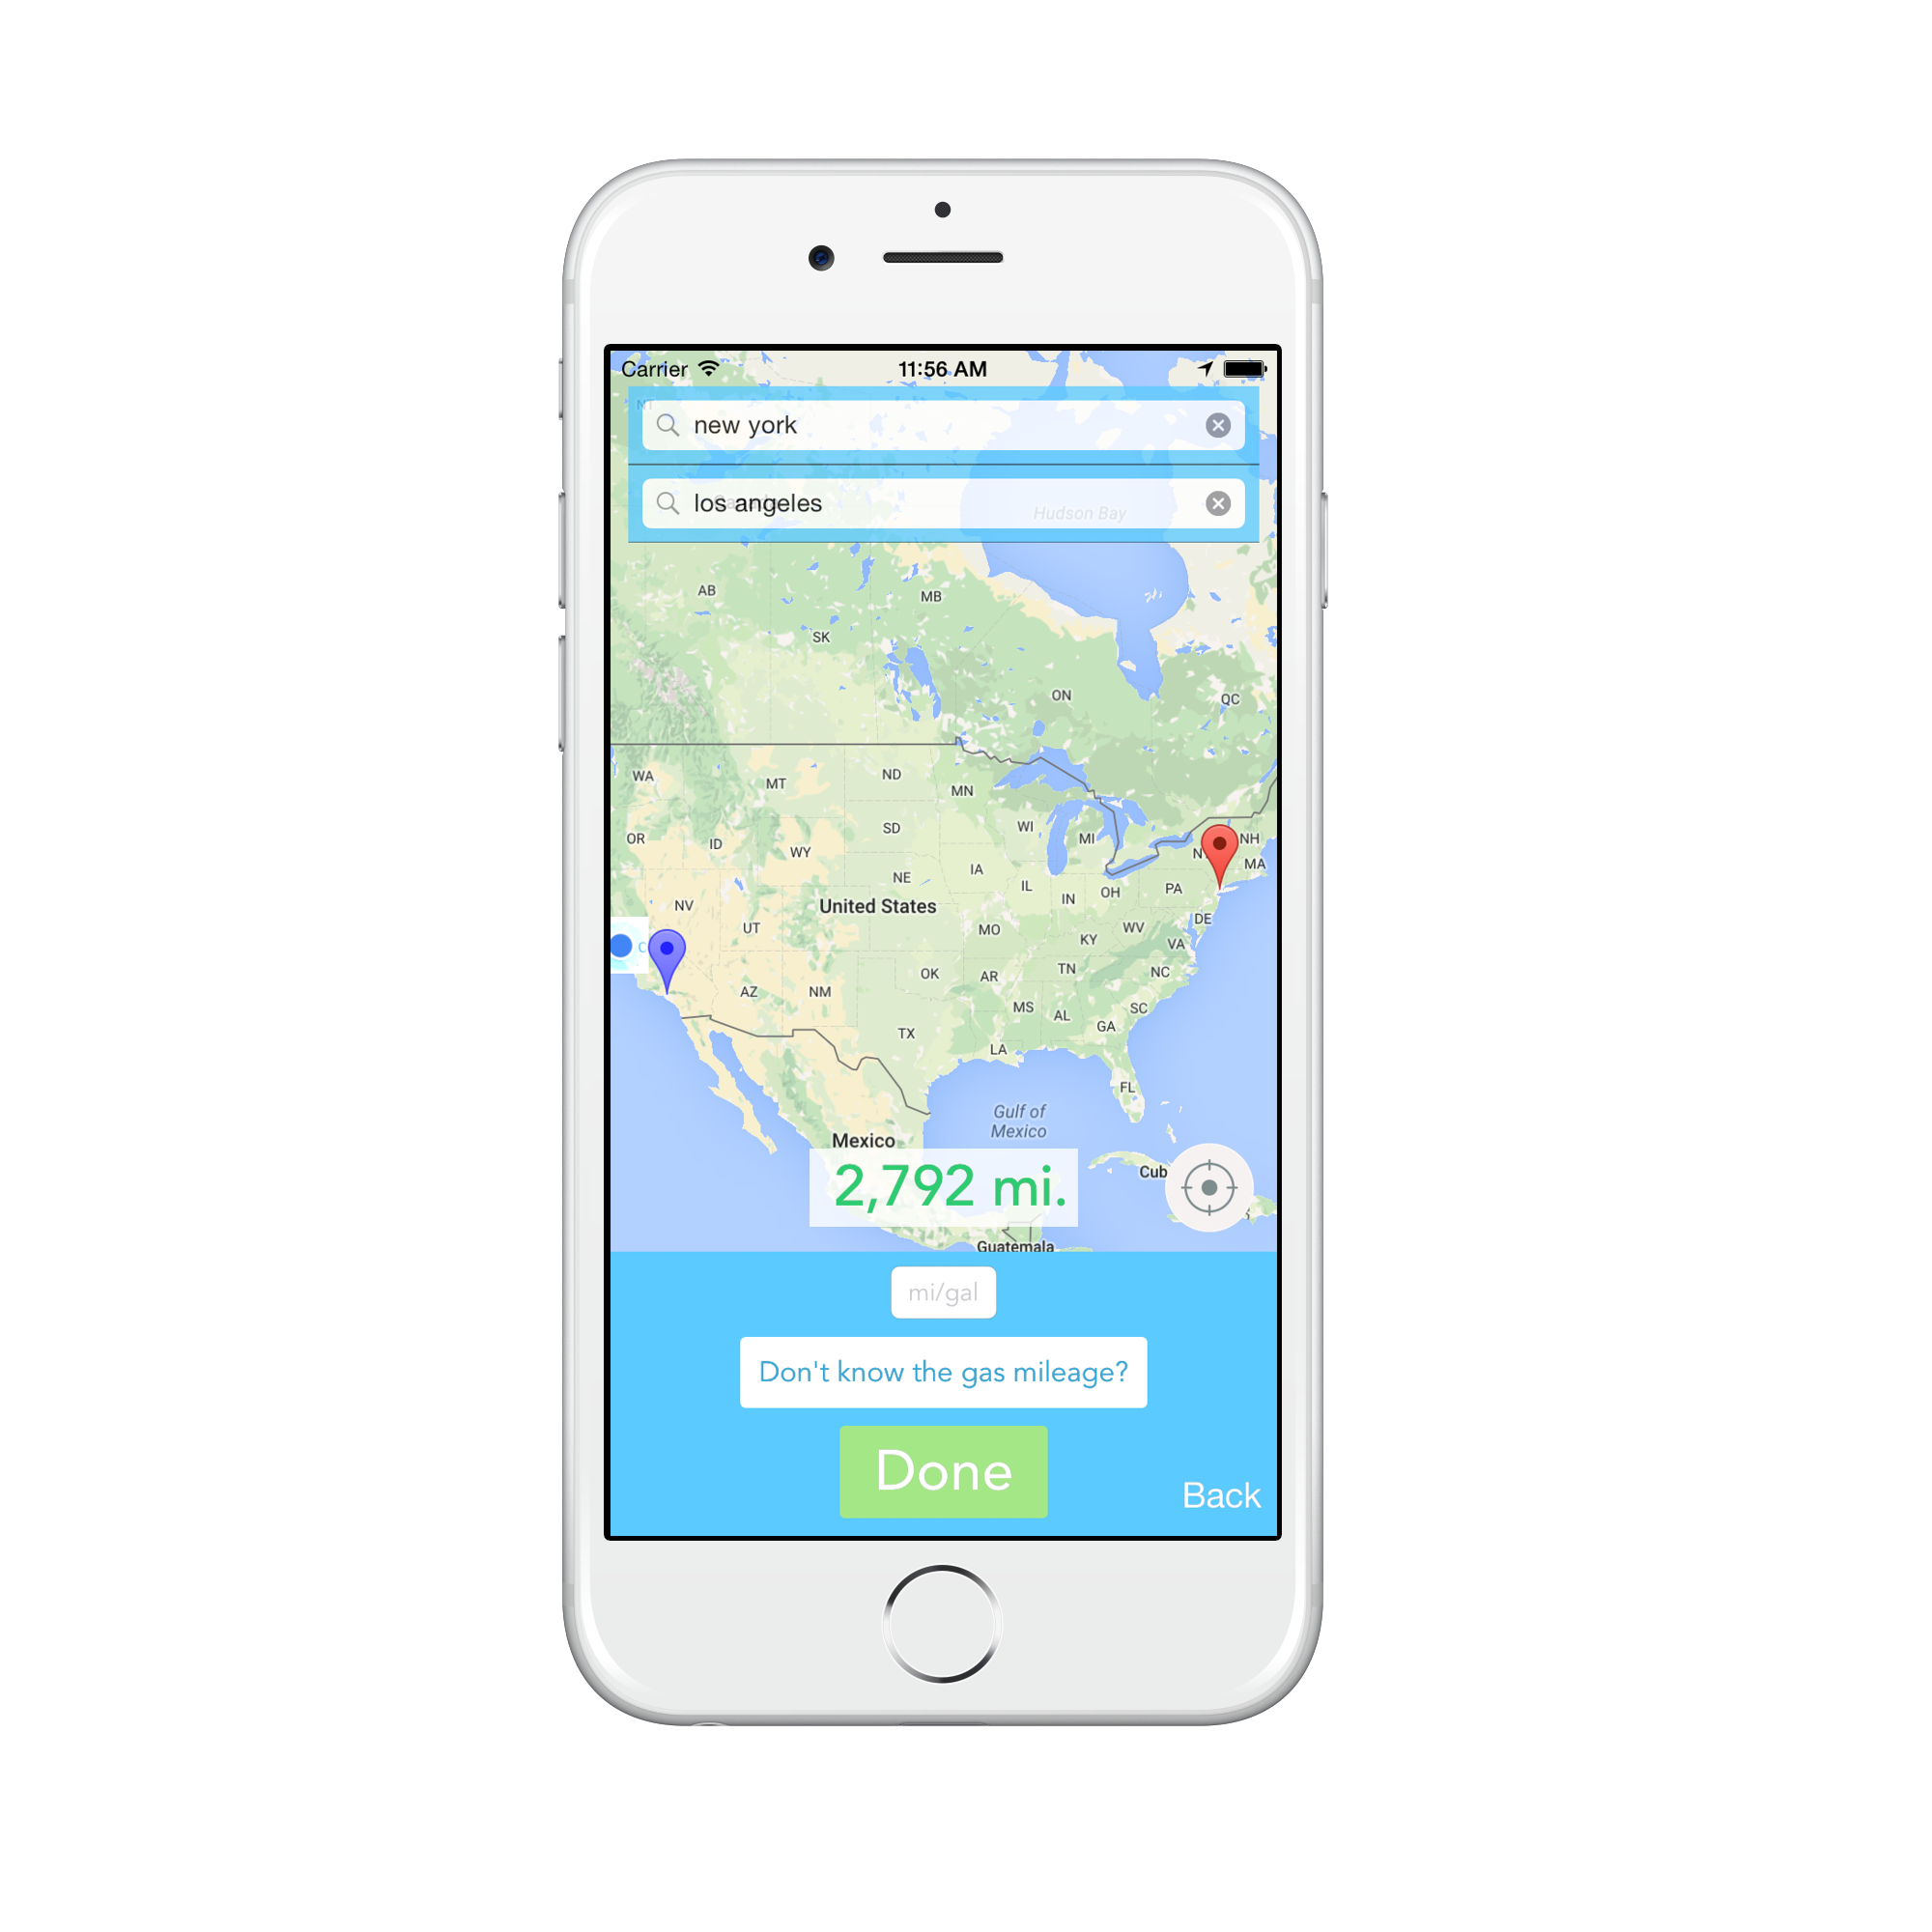 Carrier 11:56 AM
NT
new york
los angeles
Hudson Bay
AB
MB
SK
ON
QC
WA
MT
ND
MN
OR
ID
WY
SD
WI
MI
NH
MA
NV
UT
NE
IA
IL
IN
OH
PA
United States
DE
MO
KY
WV
VA
AZ
NM
OK
AR
TN
NC
MS
AL
SC
GA
TX
LA
FL
Gulf of
Mexico
Mexico
2,792 mi.
Cub
Guatemala
mi/gal
Don't know the gas mileage?
Done
Back